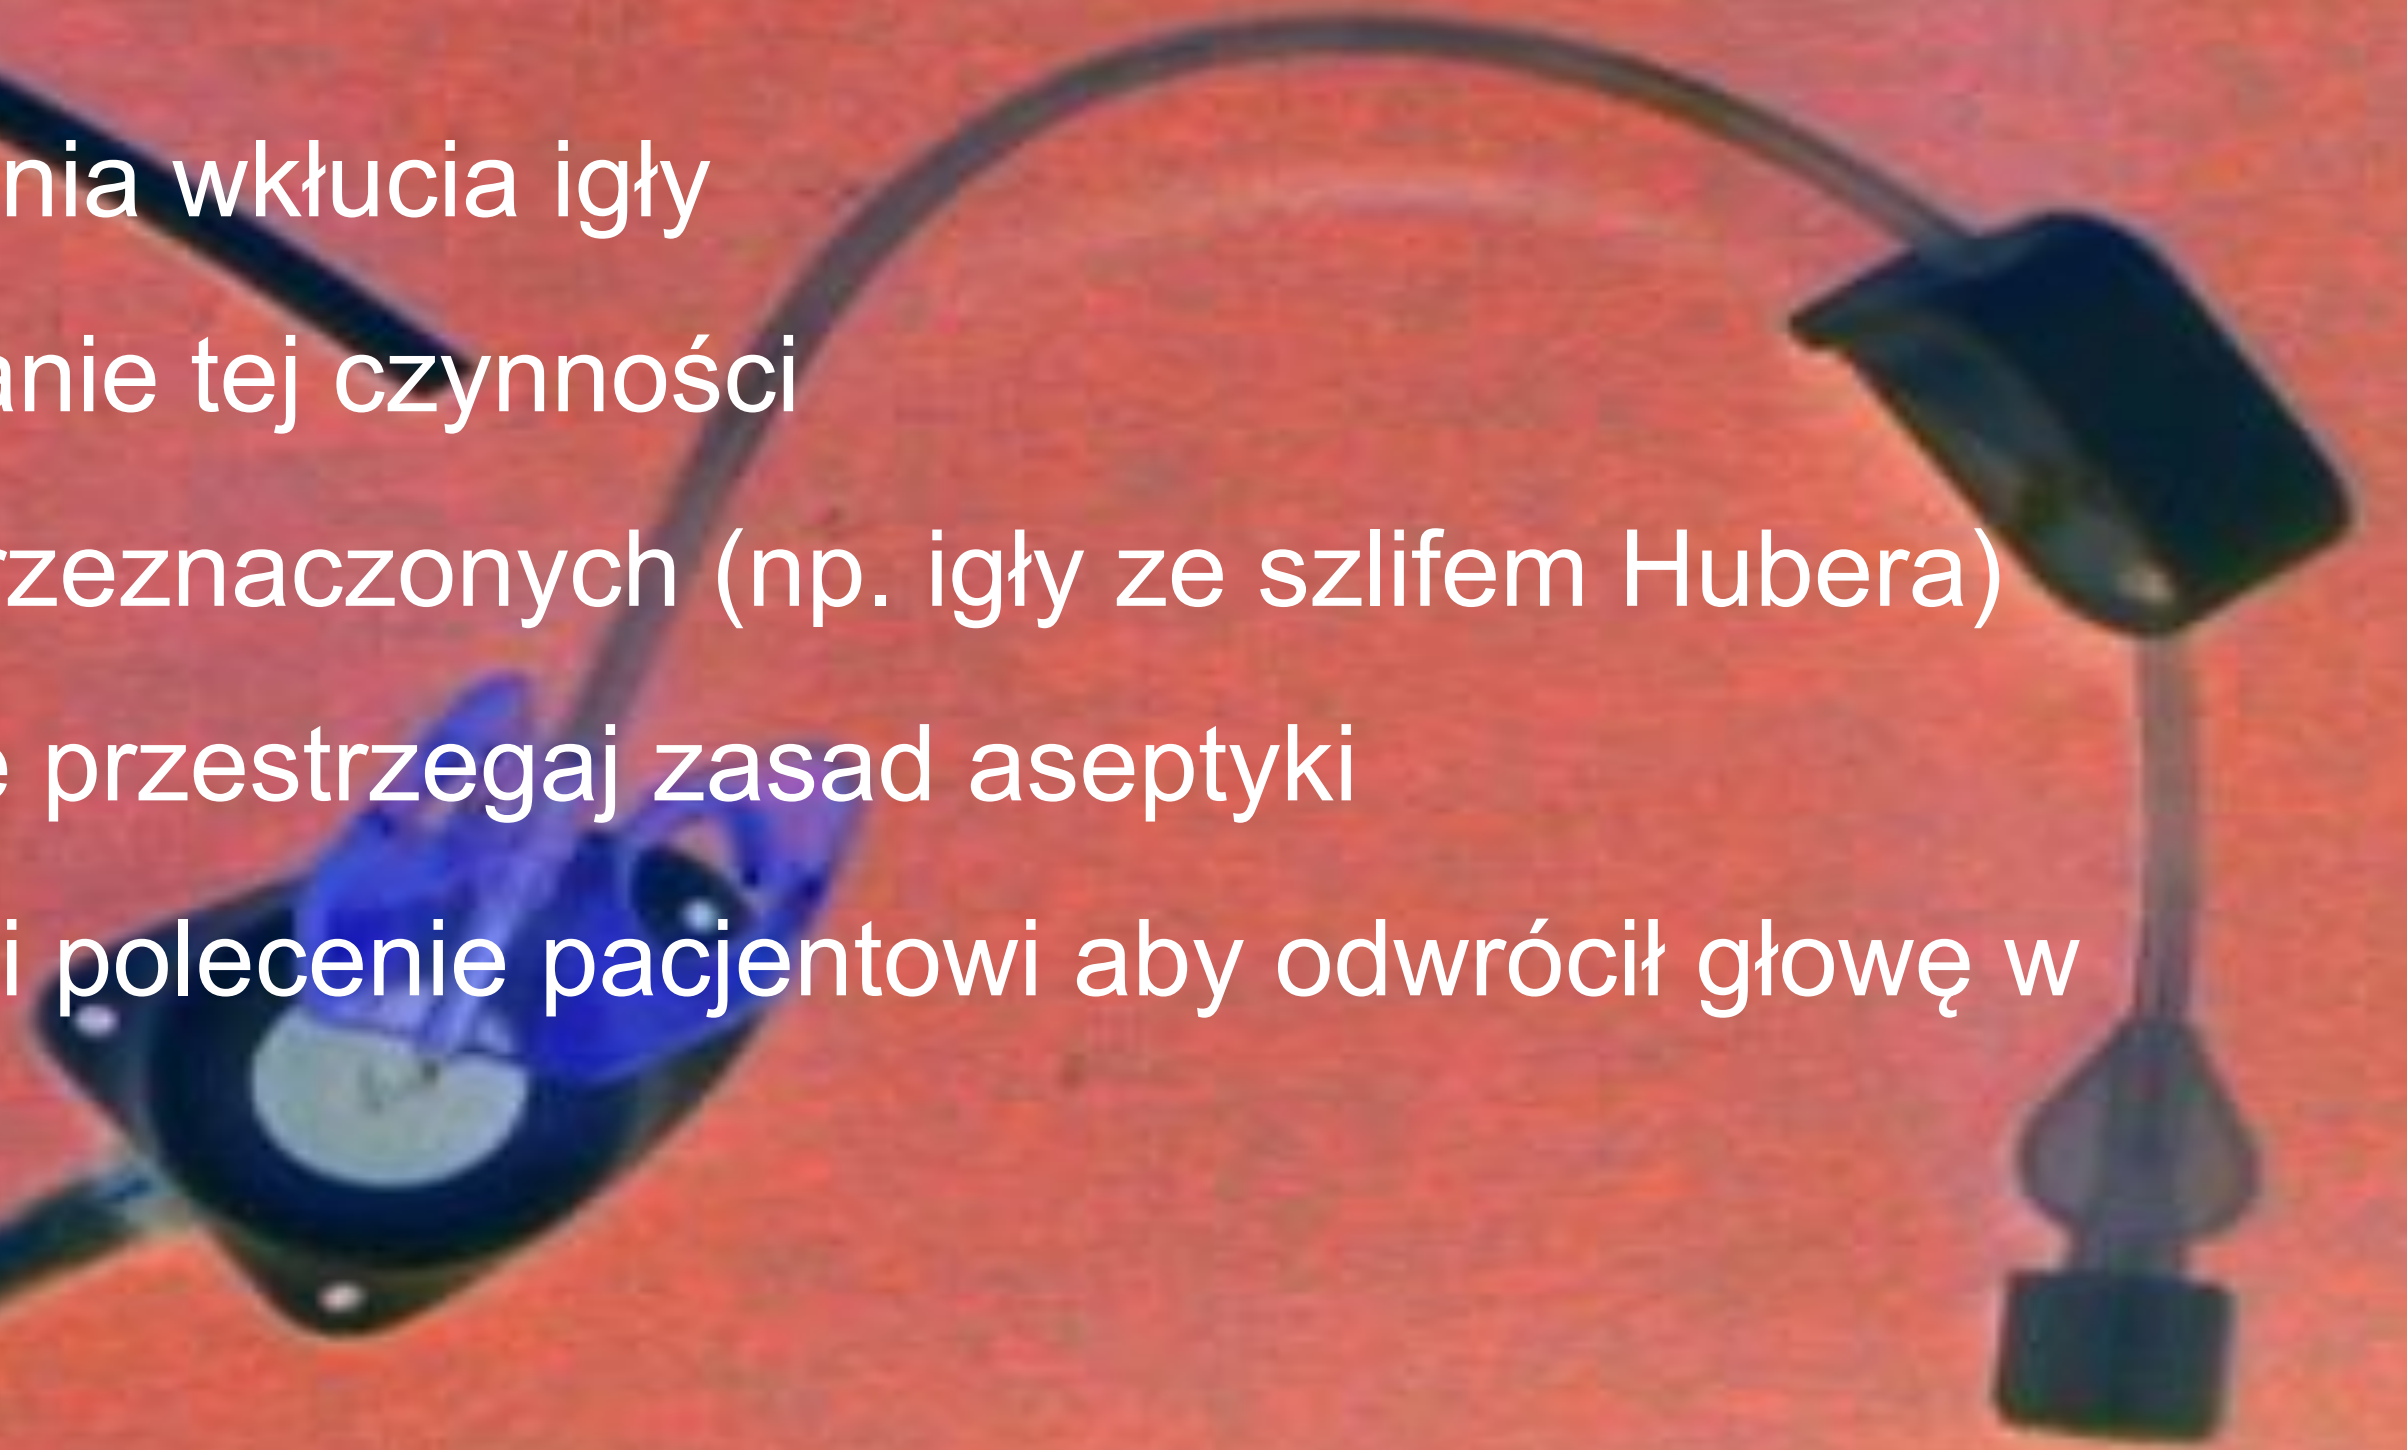 nia wkłucia igły
anie tej czynności
rzeznaczonych (np. igły ze szlifem Hubera)
e przestrzegaj zasad aseptyki
i polecenie pacjentowi aby odwrócił głowę w